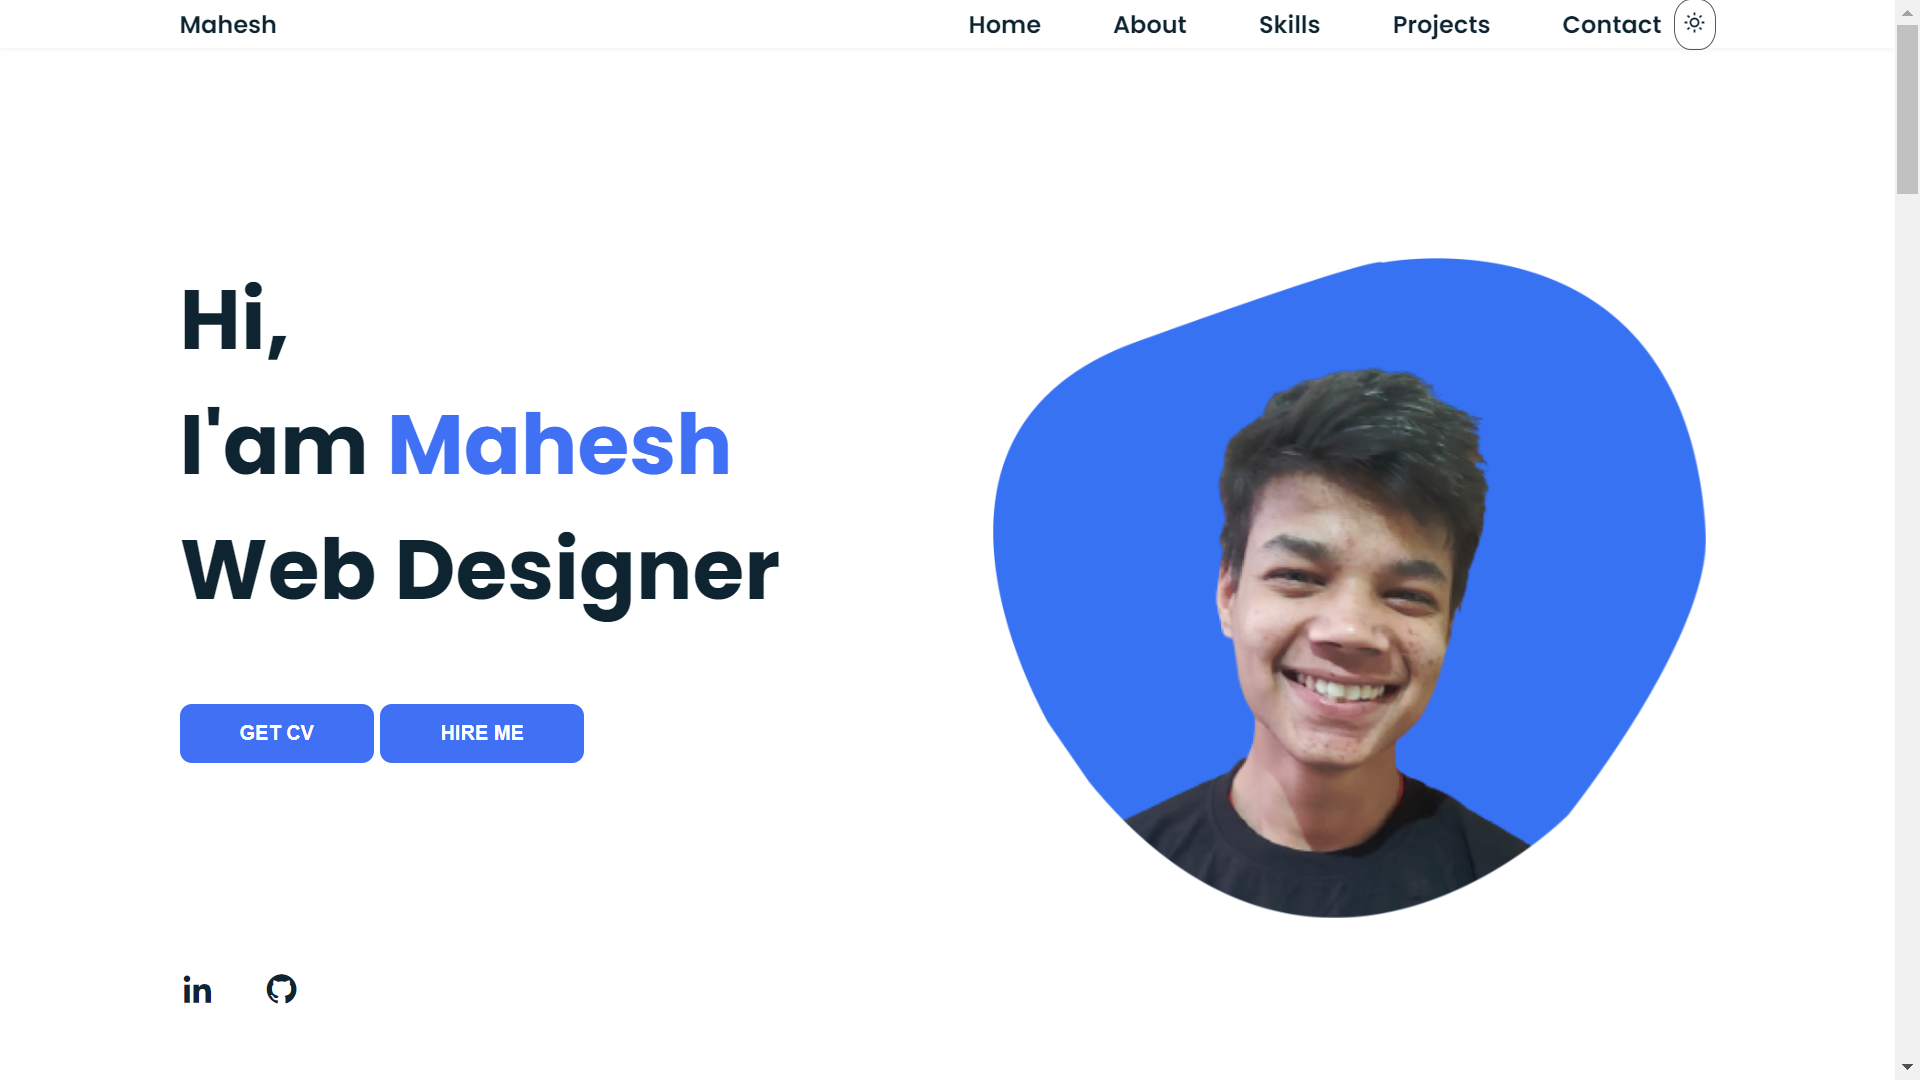 Mahesh
Home About Skills Projects Contact
Hi,
I'am Mahesh
Web Designer
GET CV HIRE ME
in